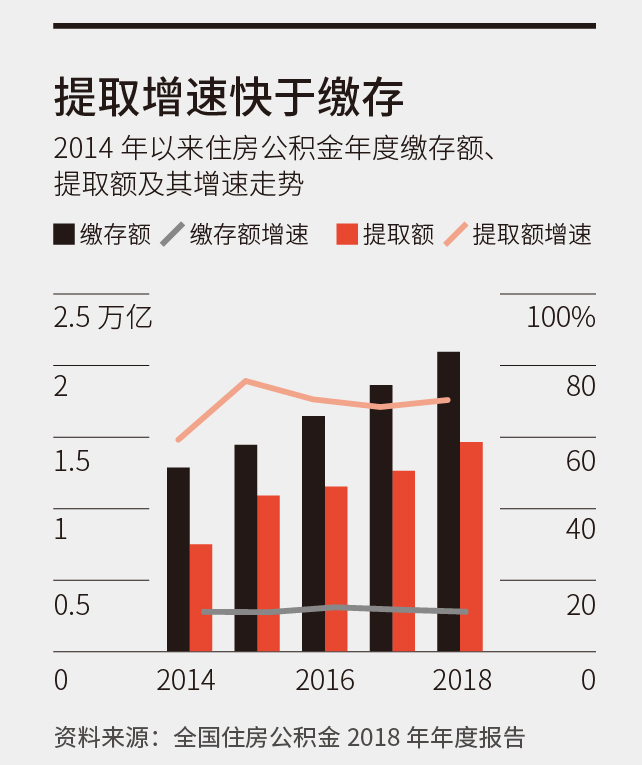 提取增速快于缴存
2014 年以来住房公积金年度缴存额、
提取额及其增速走势
缴存额 缴存额增速 提取额 提取额增速
2.5 万亿 100%
2 80
1.5 60
1 40
0.5 20
0 2014 2016 2018 0
资料来源：全国住房公积金 2018 年年度报告